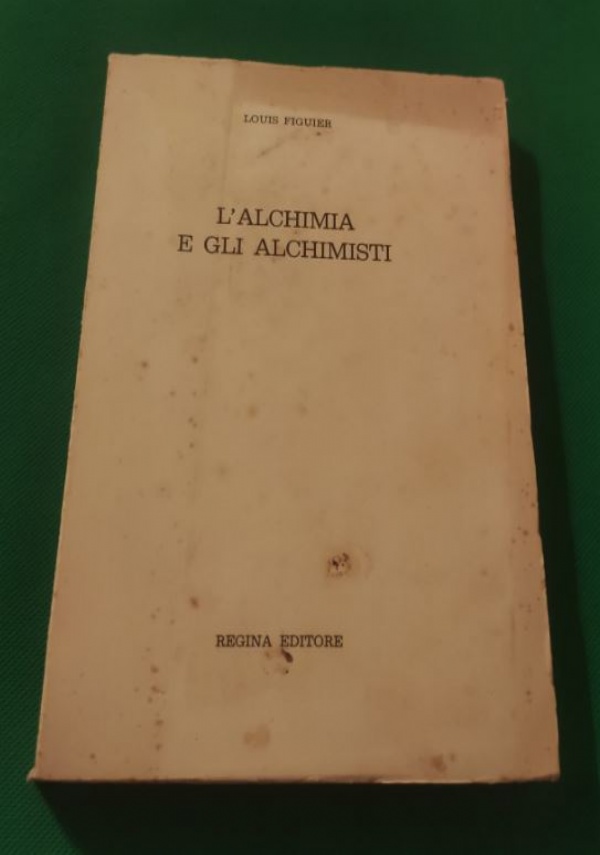 LOUIS FIGUIER
L'ALCHIMIA
E GLI ALCHIMISTI
REGINA EDITORE